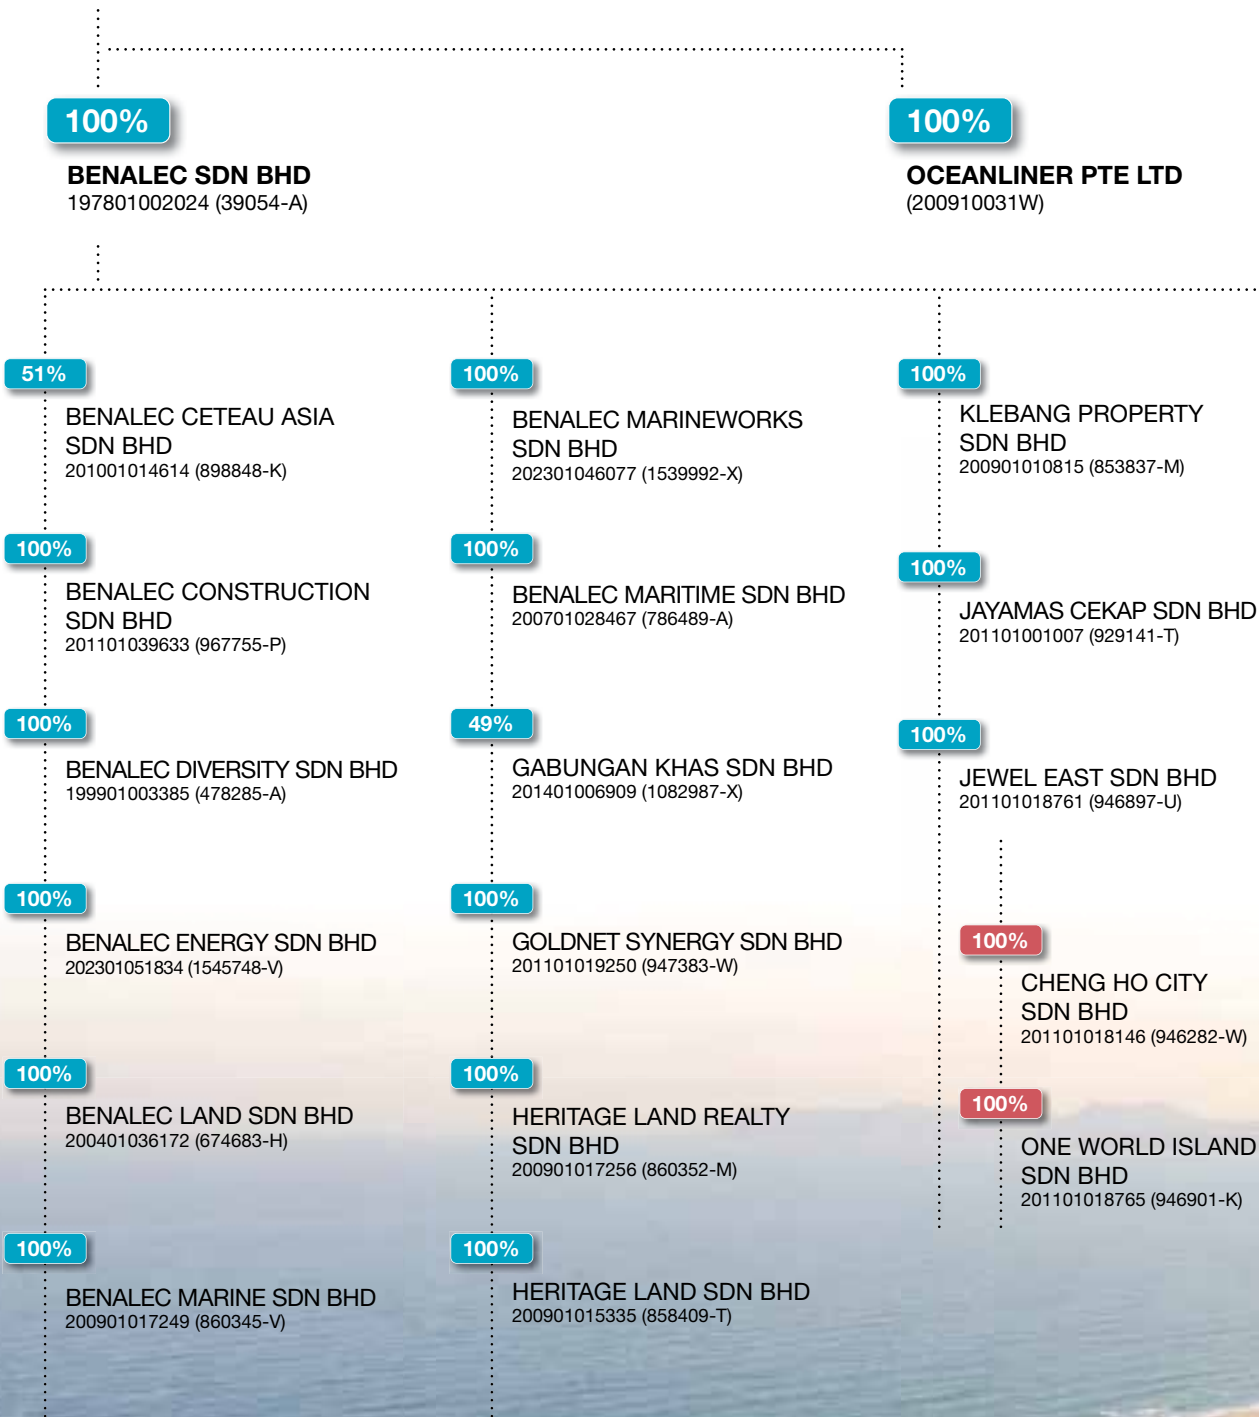 100%
BENALEC SDN BHD
197801002024 (39054-A)
100%
OCEANLINER PTE LTD
(200910031W)
51%
BENALEC CETEAU ASIA
SDN BHD
201001014614 (898848-K)
100%
BENALEC CONSTRUCTION
SDN BHD
201101039633 (967755-P)
100%
BENALEC DIVERSITY SDN BHD
199901003385 (478285-A)
100%
BENALEC ENERGY SDN BHD
202301051834 (1545748-V)
100%
BENALEC LAND SDN BHD
200401036172 (674683-H)
100%
BENALEC MARINE SDN BHD
200901017249 (860345-V)
100%
BENALEC MARINEWORKS
SDN BHD
202301046077 (1539992-X)
100%
BENALEC MARITIME SDN BHD
200701028467 (786489-A)
49%
GABUNGAN KHAS SDN BHD
201401006909 (1082987-X)
100%
GOLDNET SYNERGY SDN BHD
201101019250 (947383-W)
100%
HERITAGE LAND REALTY
SDN BHD
200901017256 (860352-M)
100%
HERITAGE LAND SDN BHD
200901015335 (858409-T)
100%
KLEBANG PROPERTY
SDN BHD
200901010815 (853837-M)
100%
JAYAMAS CEKAP SDN BHD
201101001007 (929141-T)
100%
JEWEL EAST SDN BHD
201101018761 (946897-U)
100%
CHENG HO CITY
SDN BHD
201101018146 (946282-W)
100%
ONE WORLD ISLAND
SDN BHD
201101018765 (946901-K)